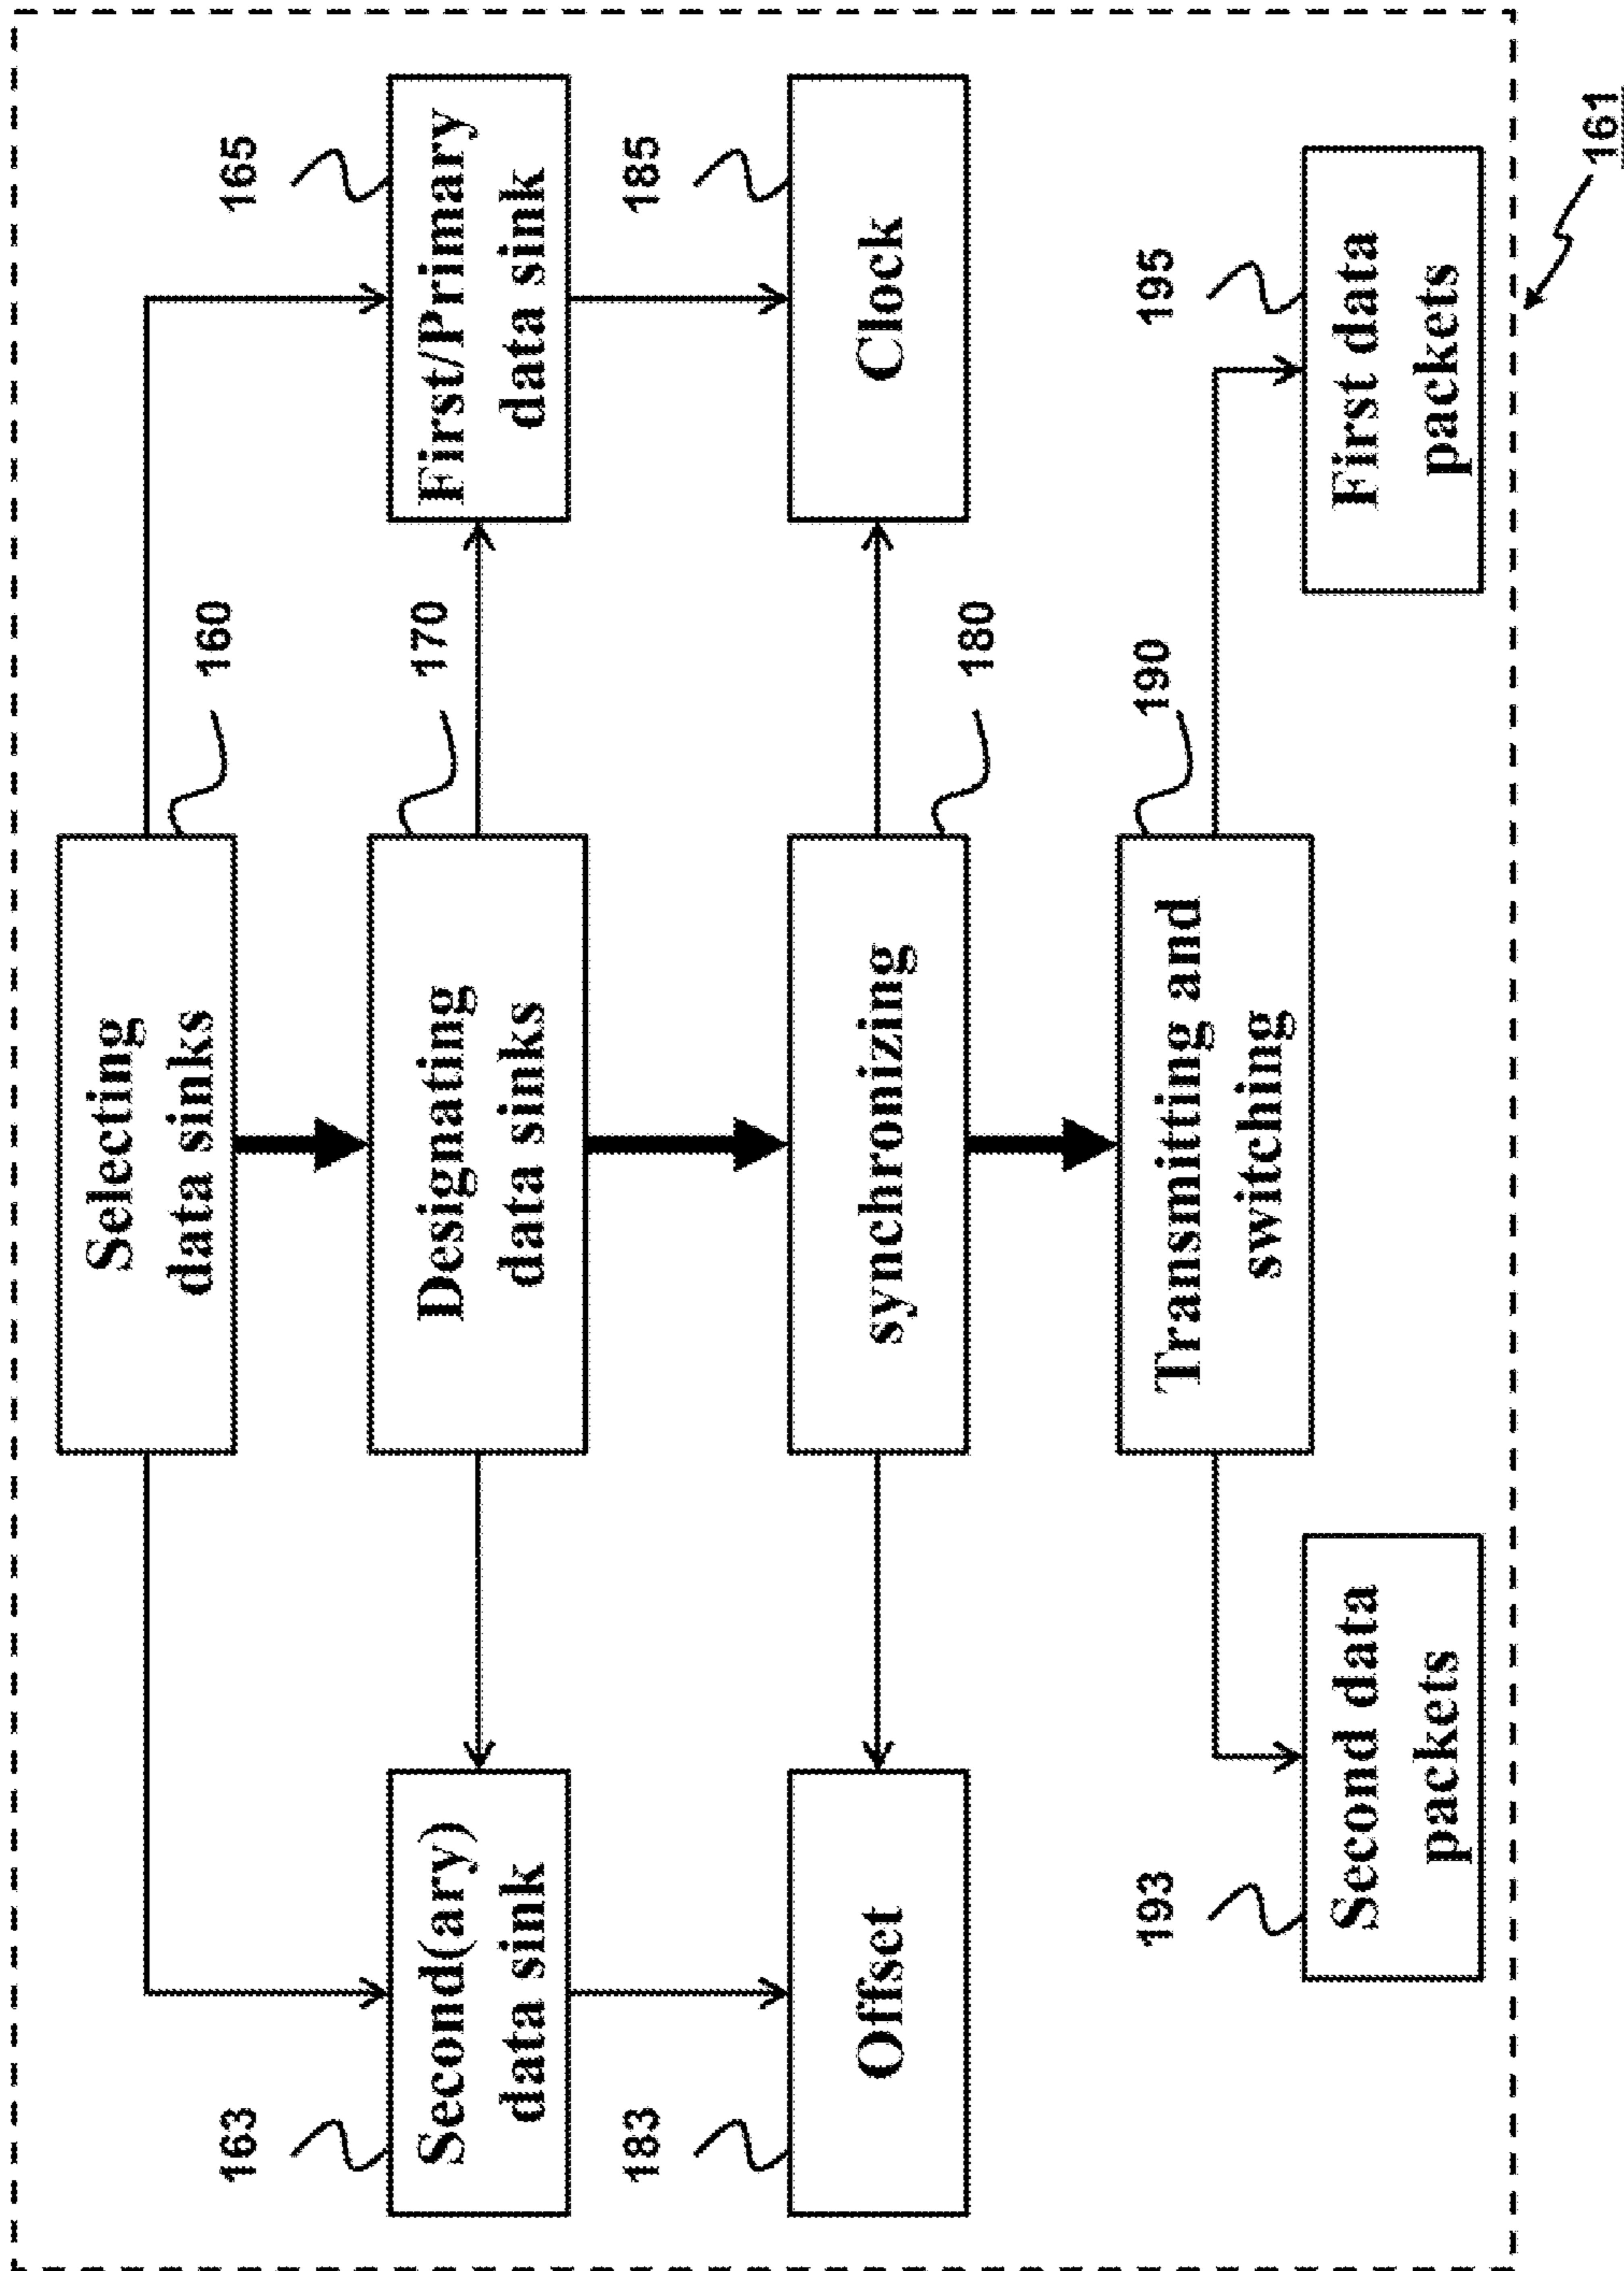 160
Selecting
data sinks
163
Second(ary)
data sink
170
Designating
data sinks
165
First/Primary
data sink
183
Offset
180
synchronizing
185
Clock
190
Transmitting and
switching
193
Second data
packets
195
First data
packets
161